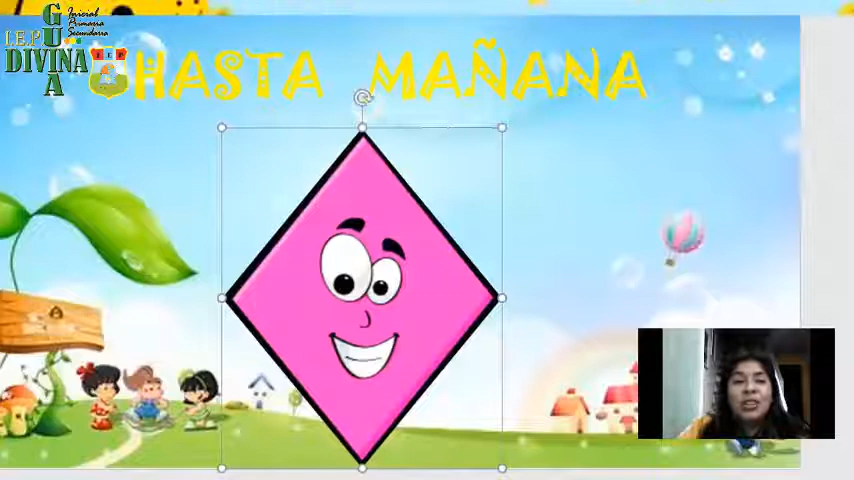 GUIA
Inicial
Primaria
Secundaria
I.E.P
DIVINA
I.E.P
HASTA MAÑANA